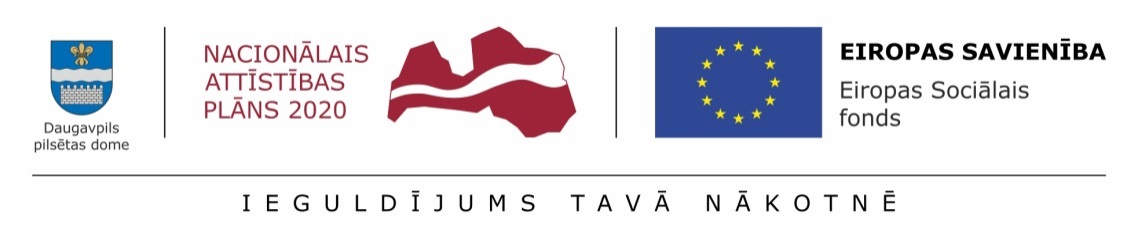 Daugavpils
pilsētas dome
NACIONĀLAIS
ATTĪSTĪBAS
PLĀNS 2020
EIROPAS SAVIENĪBA
Eiropas Sociālais
fonds
IEGULDĪJUMS TAVĀ NĀKOTNĒ